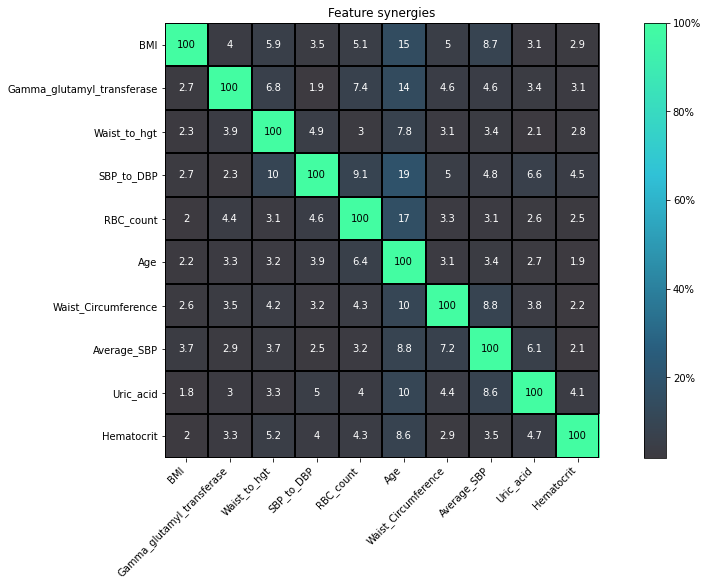 Feature synergies
BMI 100 4 5.9 3.5 5.1 15 5 8.7 3.1 2.9
Gamma_glutamyl_transferase 2.7 100 6.8 1.9 7.4 14 4.6 4.6 3.4 3.1
Waist_to_hgt 2.3 3.9 100 4.9 3 7.8 3.1 3.4 2.1 2.8
SBP_to_DBP 2.7 2.3 10 100 9.1 19 5 4.8 6.6 4.5
RBC_count 2 4.4 3.1 4.6 100 17 3.3 3.1 2.6 2.5
Age 2.2 3.3 3.2 3.9 6.4 100 3.1 3.4 2.7 1.9
Waist_Circumference 2.6 3.5 4.2 3.2 4.3 10 100 8.8 3.8 2.2
Average_SBP 3.7 2.9 3.7 2.5 3.2 8.8 7.2 100 6.1 2.1
Uric_acid 1.8 3 3.3 5 4 10 4.4 8.6 100 4.1
Hematocrit 2 3.3 5.2 4 4.3 8.6 2.9 3.5 4.7 100
BMI
Gamma_glutamyl_transferase
Waist_to_hgt
SBP_to_DBP
RBC_count
Age
Waist_Circumference
Average_SBP
Uric_acid
Hematocrit
100%
80%
60%
40%
20%